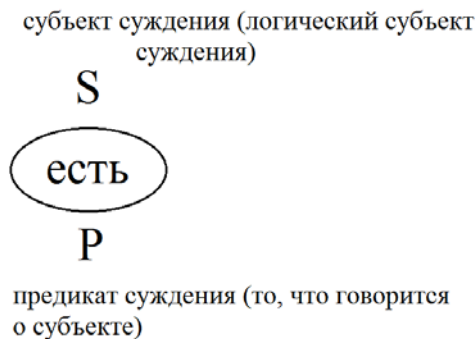 субъект суждения (логический субъект
суждения)
S
есть
P
предикат суждения (то, что говорится
о субъекте)